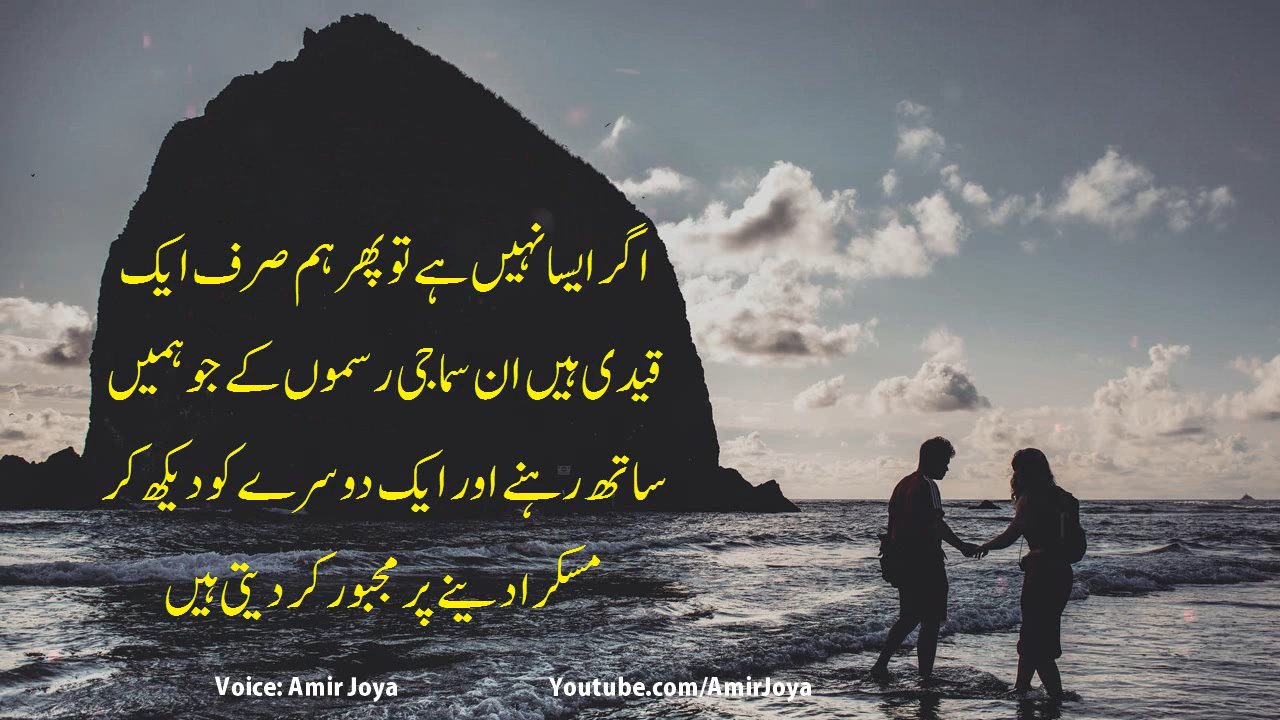 اگر ایسا نہیں ہے تو پھر ہم صرف ایک
قیدی ہیں ان سماجی رسموں کے جو ہمیں
ساتھ رہنے اور ایک دوسرے کو دیکھ کر
مسکرا دینے پر مجبور کر دیتی ہیں
Voice: Amir Joya
Youtube.com/AmirJoya